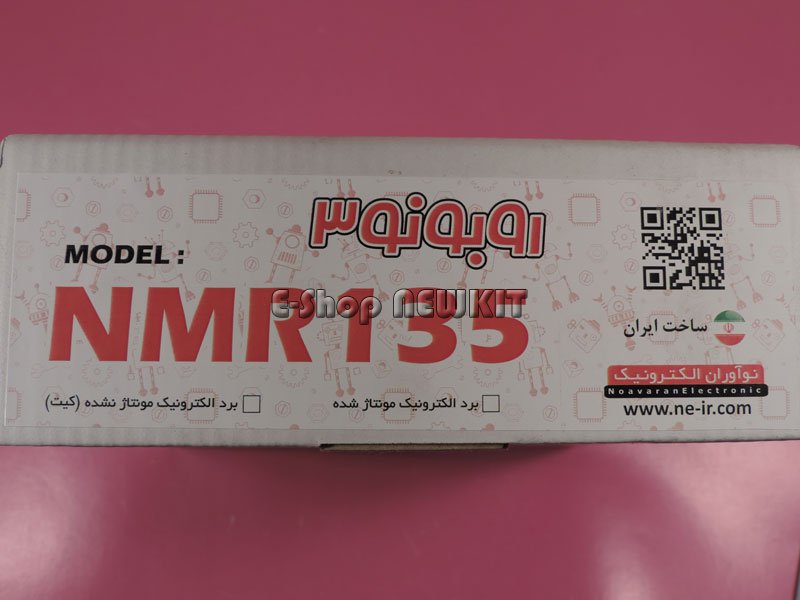 روبونو۳
MODEL :
NMR135
E-Shop NEWKIT
برد الکترونیک مونتاژ شده
برد الکترونیک مونتاژ نشده (کیت)
ساخت ایران
نوآوران الکترونیک
NoavaranElectronic
www.ne-ir.com